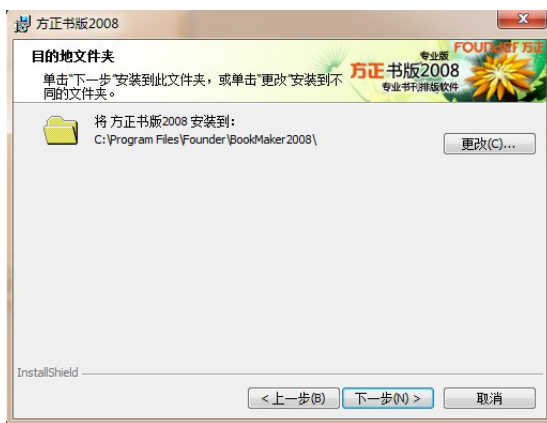 方正书版2008
目的地文件夹
单击"下一步"安装到此文件夹，或单击"更改"安装到不
同的文件夹。
专业版
FOUNDER 方正
方正书版2008
专业书刊排版软件
将 方正书版2008 安装到：
C:\Program Files\Founder\BookMaker2008\
更改(C)...
InstallShield
<上一步(B)
下一步(N) >
取消